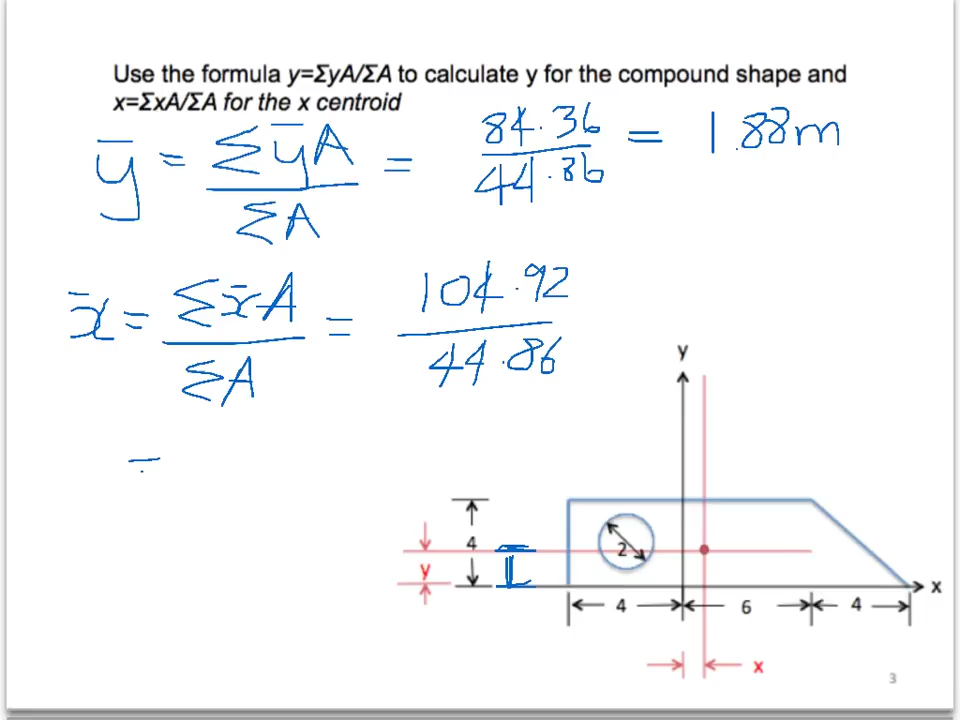 Use the formula y=ΣyA/ΣA to calculate y for the compound shape and
x=ΣxA/ΣA for the x centroid
ȳ = ΣȳA / ΣA = 84.36 / 44.86 = 1.88m
x̄ = Σx̄A / ΣA = 104.92 / 44.86
=
y
4
2
ȳ
y
x
4
6
4
x
3